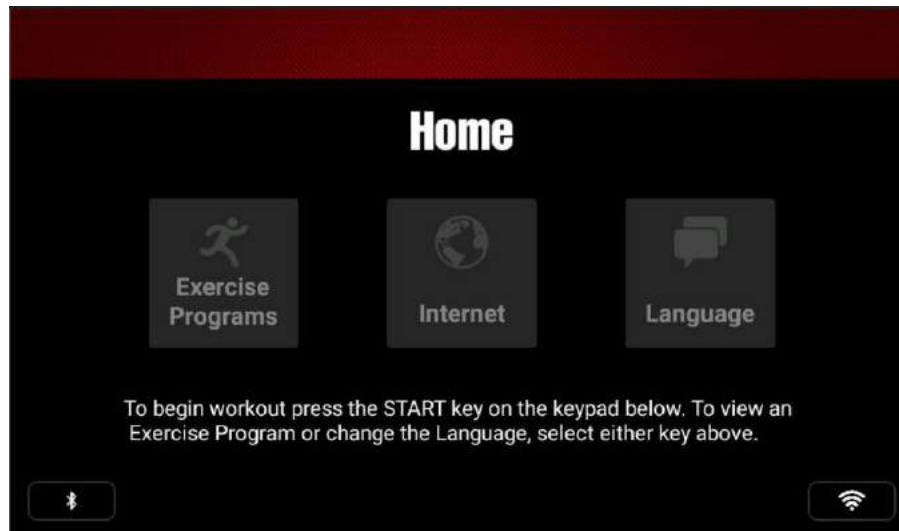 Home
Exercise
Programs
Internet
Language
To begin workout press the START key on the keypad below. To view an
Exercise Program or change the Language, select either key above.